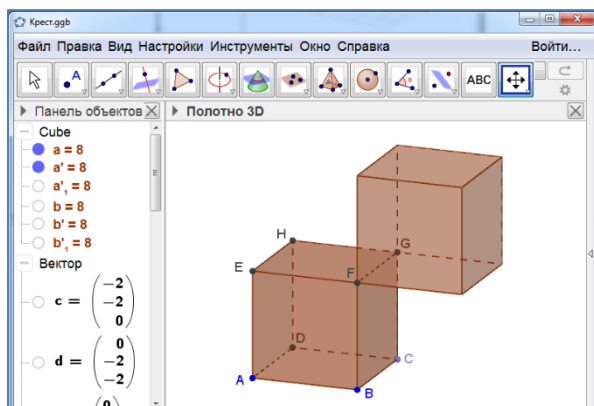 Крест.ggb
Файл Правка Вид Настройки Инструменты Окно Справка Войти...
A ABC
Панель объектов Полотно 3D
Cube
a = 8
a' = 8
a'₁ = 8
b = 8
b' = 8
b'₁ = 8
Вектор
c = (−2 −2 0)
d = (0 −2 −2)
H
G
E
F
D
C
A
B